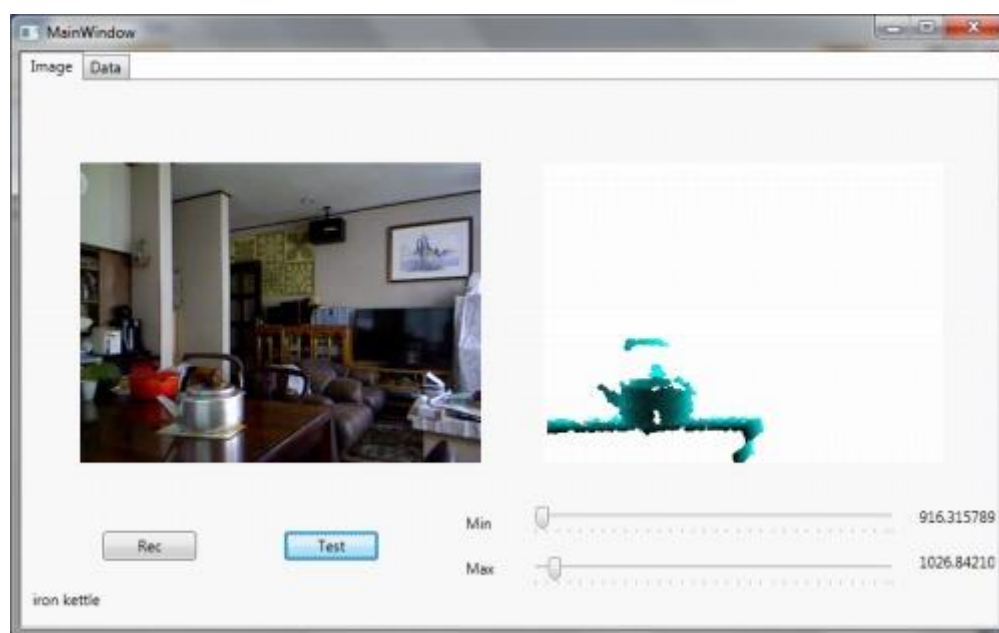 MainWindow
Image Data
Min 916.315789
Rec Test
Max 1026.84210
iron kettle